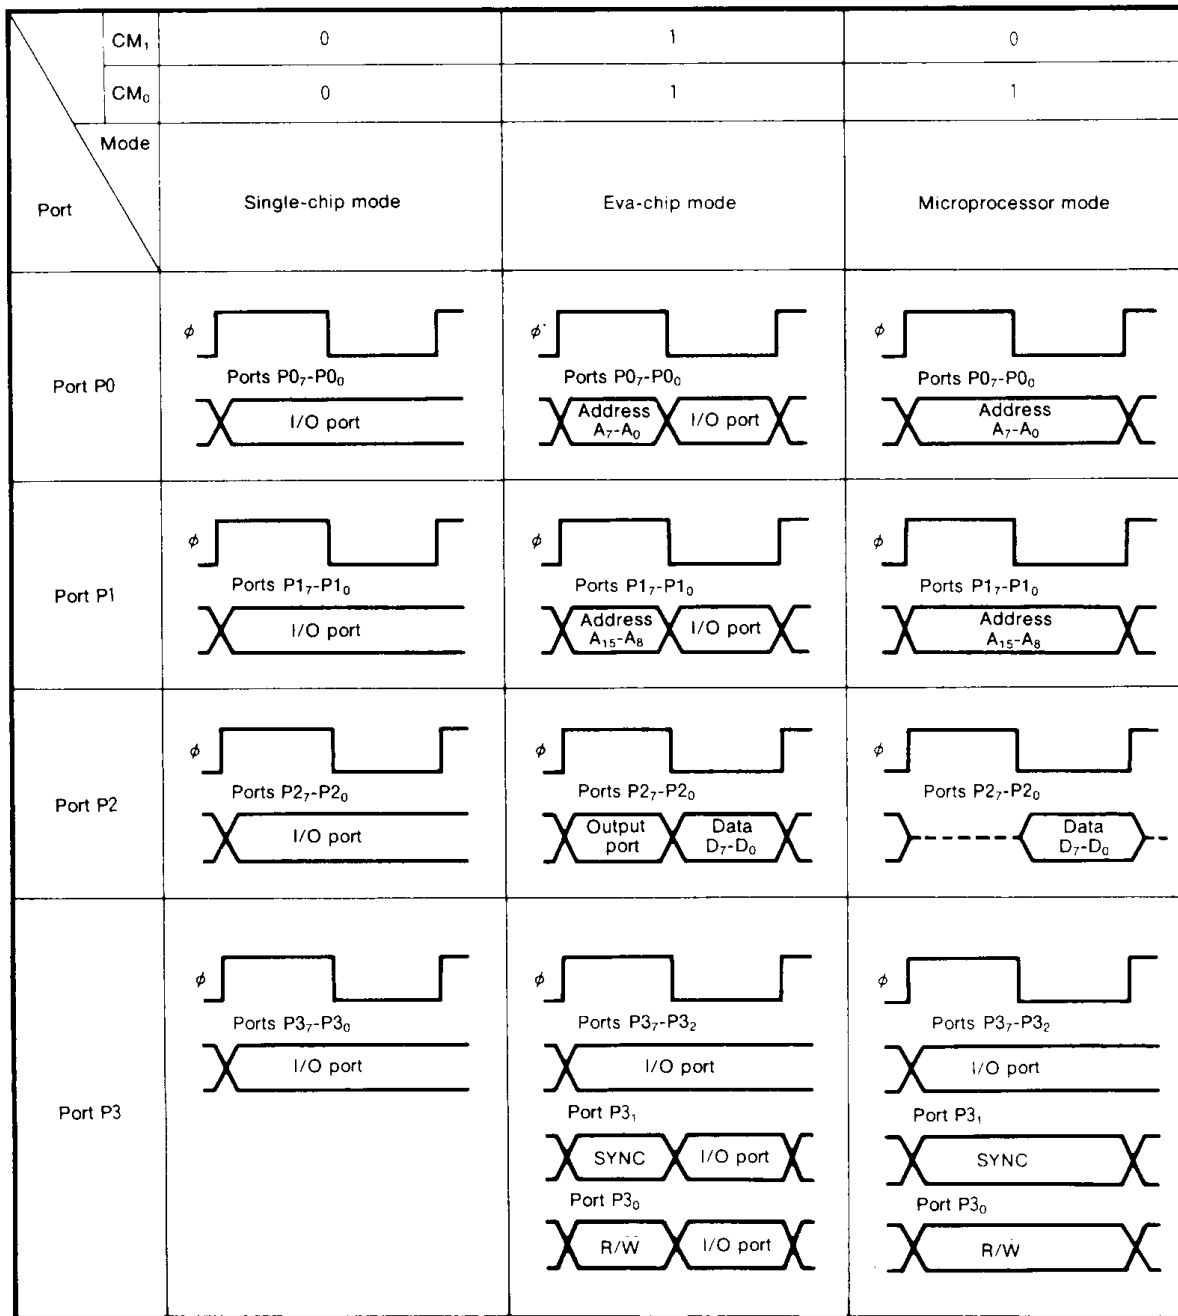 CM₁ 0 1 0
CM₀ 0 1 1
Mode
Port
Single-chip mode Eva-chip mode Microprocessor mode
Port P0
ϕ ϕ ϕ
Ports P0₇-P0₀ Ports P0₇-P0₀ Ports P0₇-P0₀
I/O port Address A₇-A₀ I/O port Address A₇-A₀
Port P1
ϕ ϕ ϕ
Ports P1₇-P1₀ Ports P1₇-P1₀ Ports P1₇-P1₀
I/O port Address A₁₅-A₈ I/O port Address A₁₅-A₈
Port P2
ϕ ϕ ϕ
Ports P2₇-P2₀ Ports P2₇-P2₀ Ports P2₇-P2₀
I/O port Output port Data D₇-D₀ Data D₇-D₀
Port P3
ϕ ϕ ϕ
Ports P3₇-P3₀ Ports P3₇-P3₂ Ports P3₇-P3₂
I/O port I/O port I/O port
Port P3₁ Port P3₁
SYNC I/O port SYNC
Port P3₀ Port P3₀
R/W̅ I/O port R/W̅